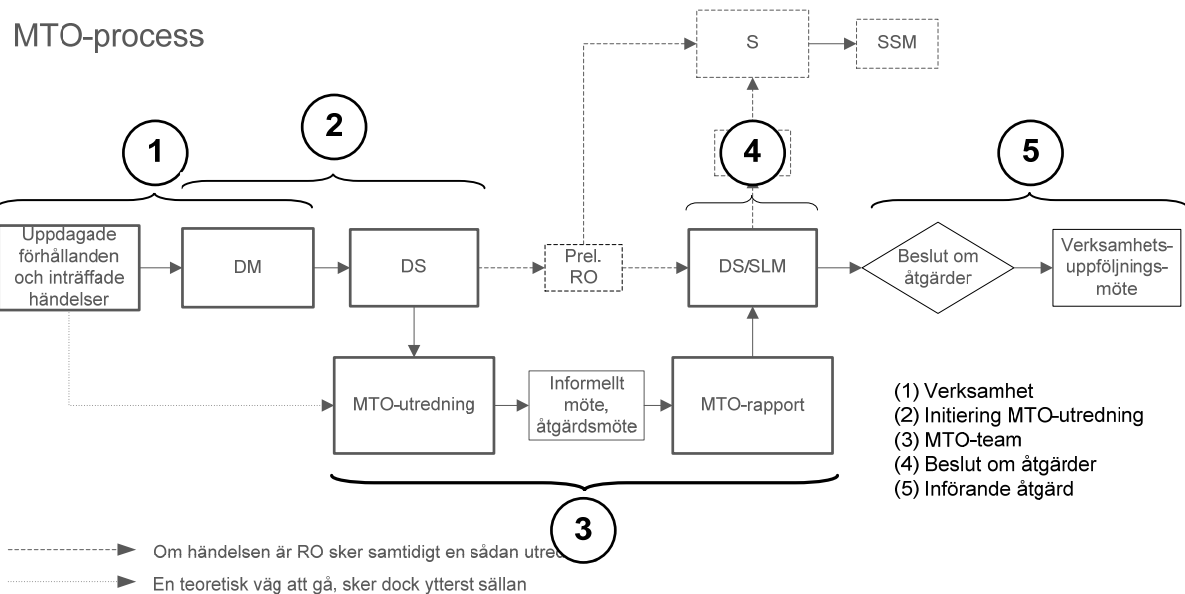 MTO-process
S
SSM
1
2
4
5
Uppdagade
förhållanden
och inträffade
händelser
DM
DS
Prel.
RO
DS/SLM
Beslut om
åtgärder
Verksamhets-
uppföljnings-
möte
MTO-utredning
Informellt
möte,
åtgärdsmöte
MTO-rapport
(1) Verksamhet
(2) Initiering MTO-utredning
(3) MTO-team
(4) Beslut om åtgärder
(5) Införande åtgärd
3
Om händelsen är RO sker samtidigt en sådan
En teoretisk väg att gå, sker dock ytterst sällan